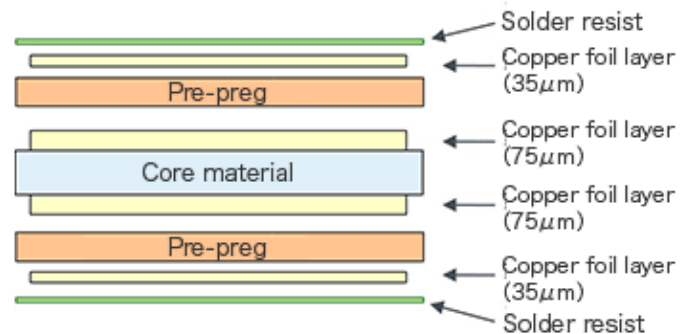 Solder resist
Copper foil layer
(35μm)
Pre-preg
Copper foil layer
(75μm)
Core material
Copper foil layer
(75μm)
Pre-preg
Copper foil layer
(35μm)
Solder resist